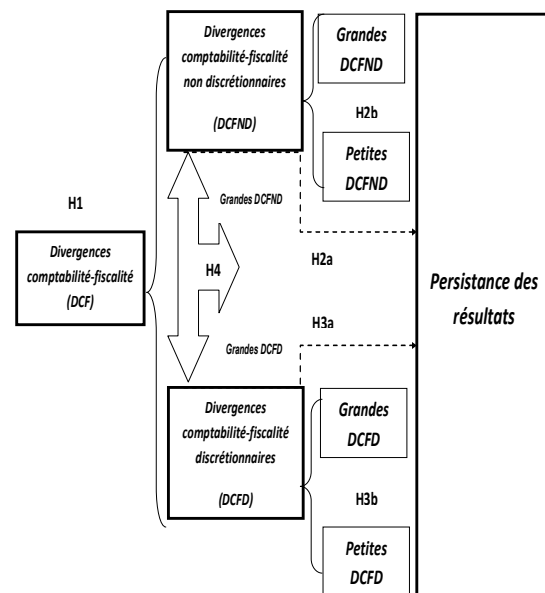 Divergences
comptabilité-fiscalité
non discrétionnaires
(DCFND)
Grandes
DCFND
H2b
Petites
DCFND
H1
Grandes DCFND
Divergences
comptabilité-fiscalité
(DCF)
H4
H2a
Persistance des
résultats
H3a
Grandes DCFD
Divergences
comptabilité-fiscalité
discrétionnaires
(DCFD)
Grandes
DCFD
H3b
Petites
DCFD